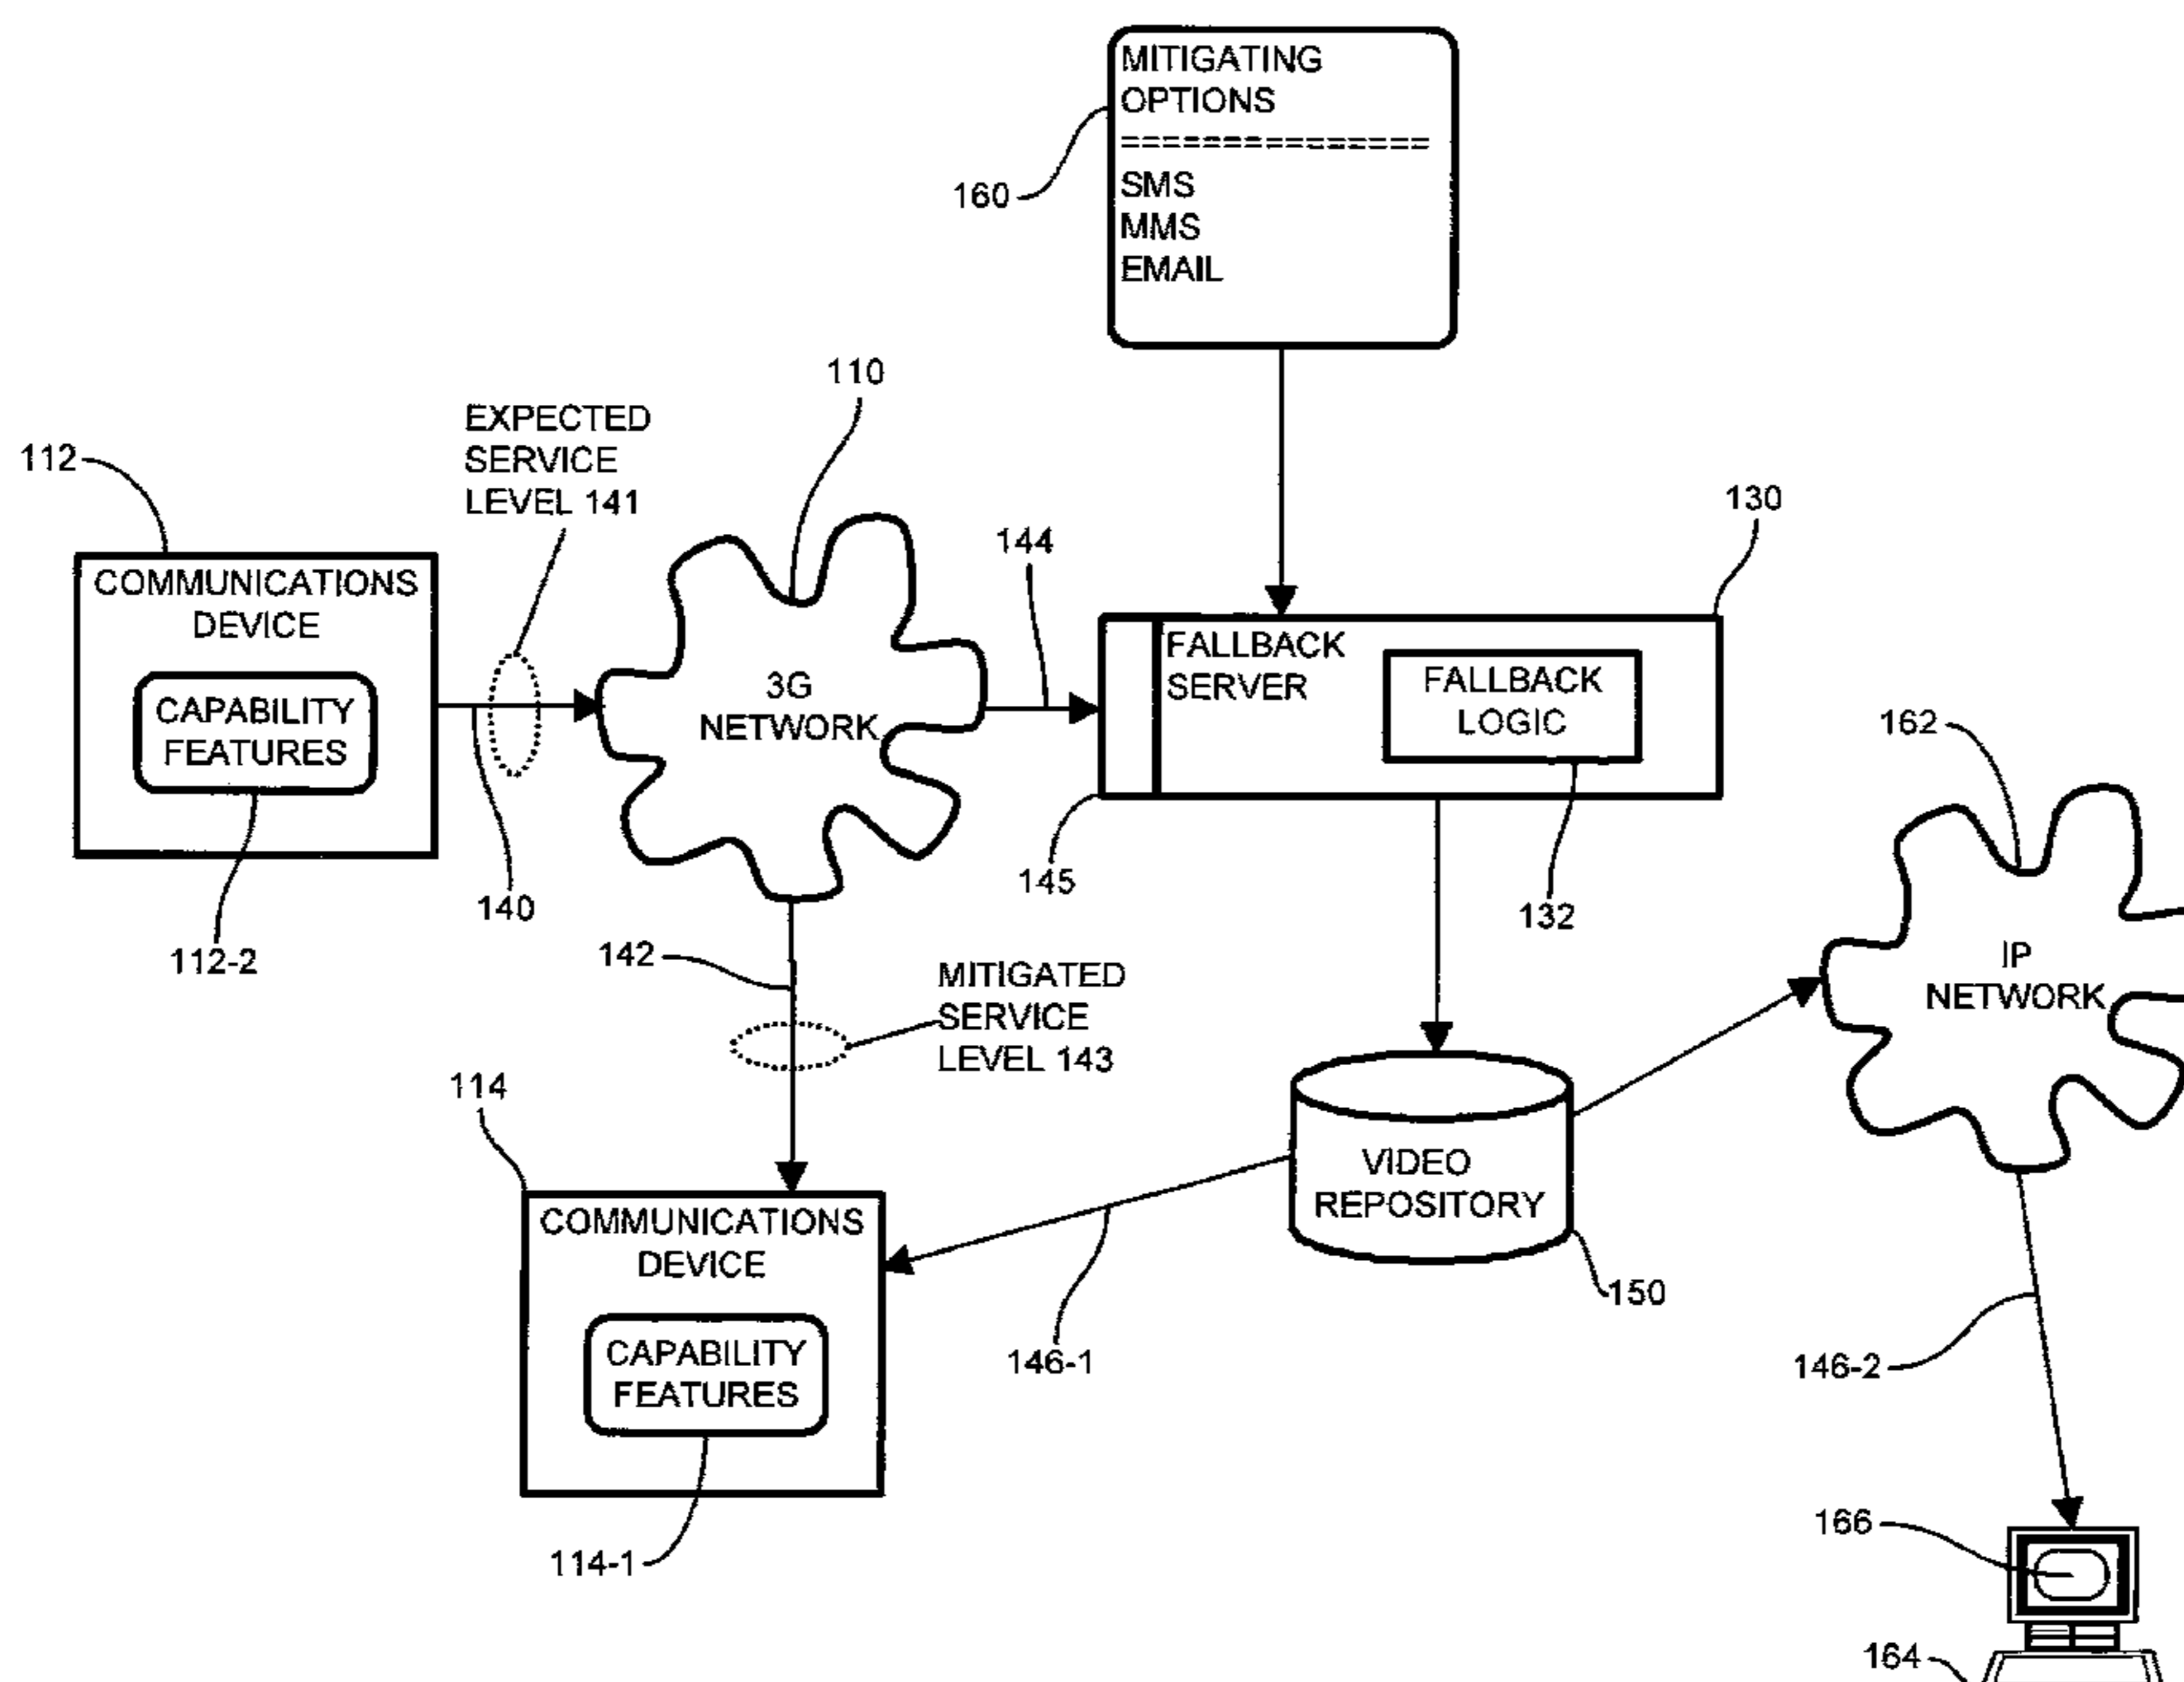 MITIGATING
OPTIONS
===============
SMS
MMS
EMAIL
160
110
EXPECTED
SERVICE
LEVEL 141
112
130
144
COMMUNICATIONS
DEVICE
CAPABILITY
FEATURES
3G
NETWORK
FALLBACK
SERVER
FALLBACK
LOGIC
162
140
112-2
145
132
142
MITIGATED
SERVICE
LEVEL 143
IP
NETWORK
114
COMMUNICATIONS
DEVICE
VIDEO
REPOSITORY
150
CAPABILITY
FEATURES
146-1
146-2
114-1
166
164